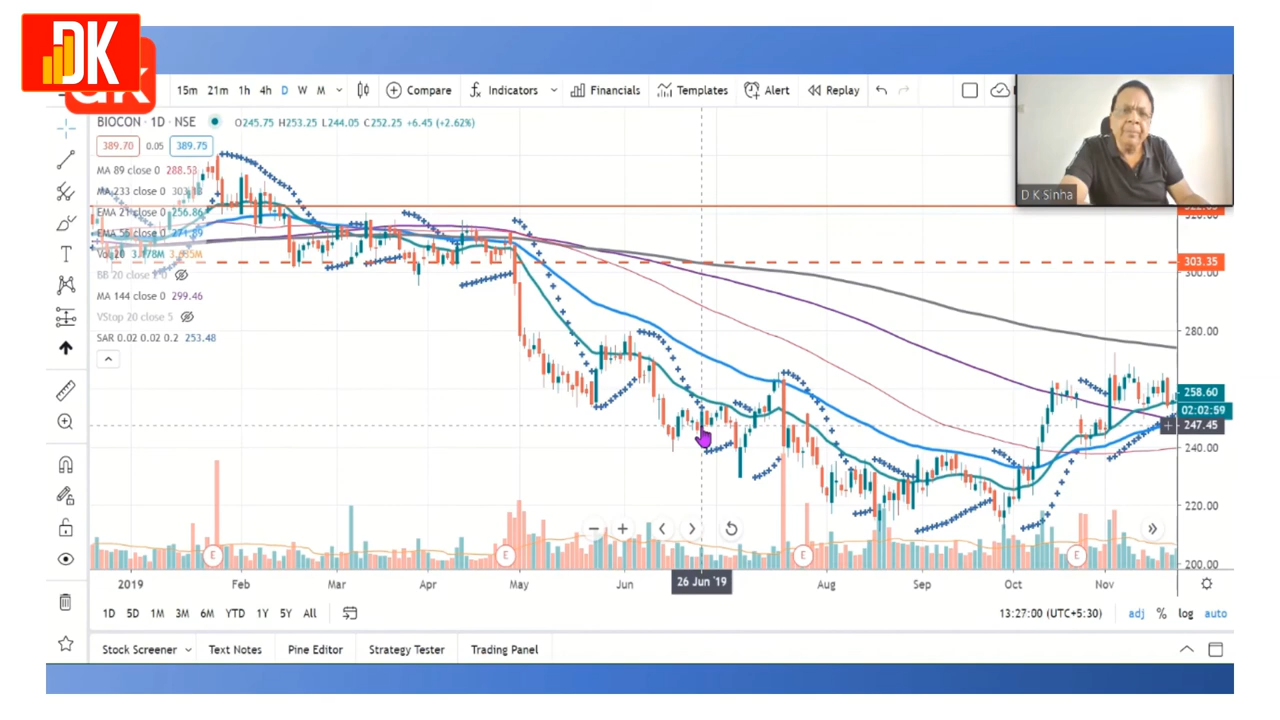 DK
15m 21m 1h 4h D W M Compare Indicators Financials Templates Alert Replay
BIOCON · 1D · NSE O245.75 H253.25 L244.05 C252.25 +6.45 (+2.62%)
389.70 0.05 389.75
MA 89 close 0 288.53
MA 233 close 0
EMA 21 close 0 256.86
EMA 56 close 0
Vol 20
BB 20 close
MA 144 close 0 299.46
VStop 20 close 5
SAR 0.02 0.02 0.2 253.48
D K Sinha
320.00
303.35
300.00
280.00
258.60
02:02:59
247.45
240.00
220.00
200.00
E E E E
2019 Feb Mar Apr May Jun 26 Jun '19 Aug Sep Oct Nov
1D 5D 1M 3M 6M YTD 1Y 5Y All 13:27:00 (UTC+5:30) adj % log auto
Stock Screener Text Notes Pine Editor Strategy Tester Trading Panel